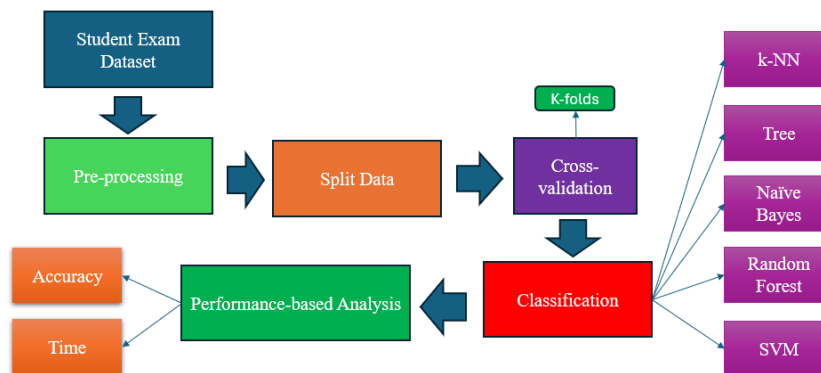 Student Exam
Dataset
K-folds
k-NN
Pre-processing
Split Data
Cross-
validation
Tree
Naïve
Bayes
Accuracy
Performance-based Analysis
Classification
Random
Forest
Time
SVM